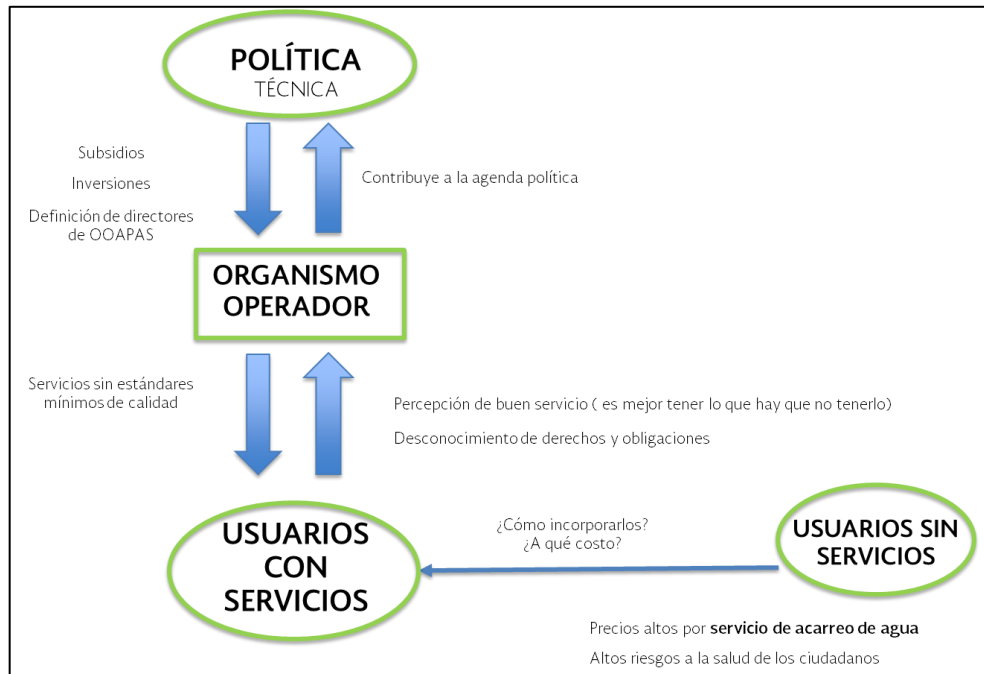 POLÍTICA
TÉCNICA
Subsidios
Inversiones
Definición de directores
de OOAPAS
Contribuye a la agenda política
ORGANISMO
OPERADOR
Servicios sin estándares
mínimos de calidad
Percepción de buen servicio ( es mejor tener lo que hay que no tenerlo)
Desconocimiento de derechos y obligaciones
USUARIOS
CON
SERVICIOS
¿Cómo incorporarlos?
¿A qué costo?
USUARIOS SIN
SERVICIOS
Precios altos por servicio de acarreo de agua
Altos riesgos a la salud de los ciudadanos